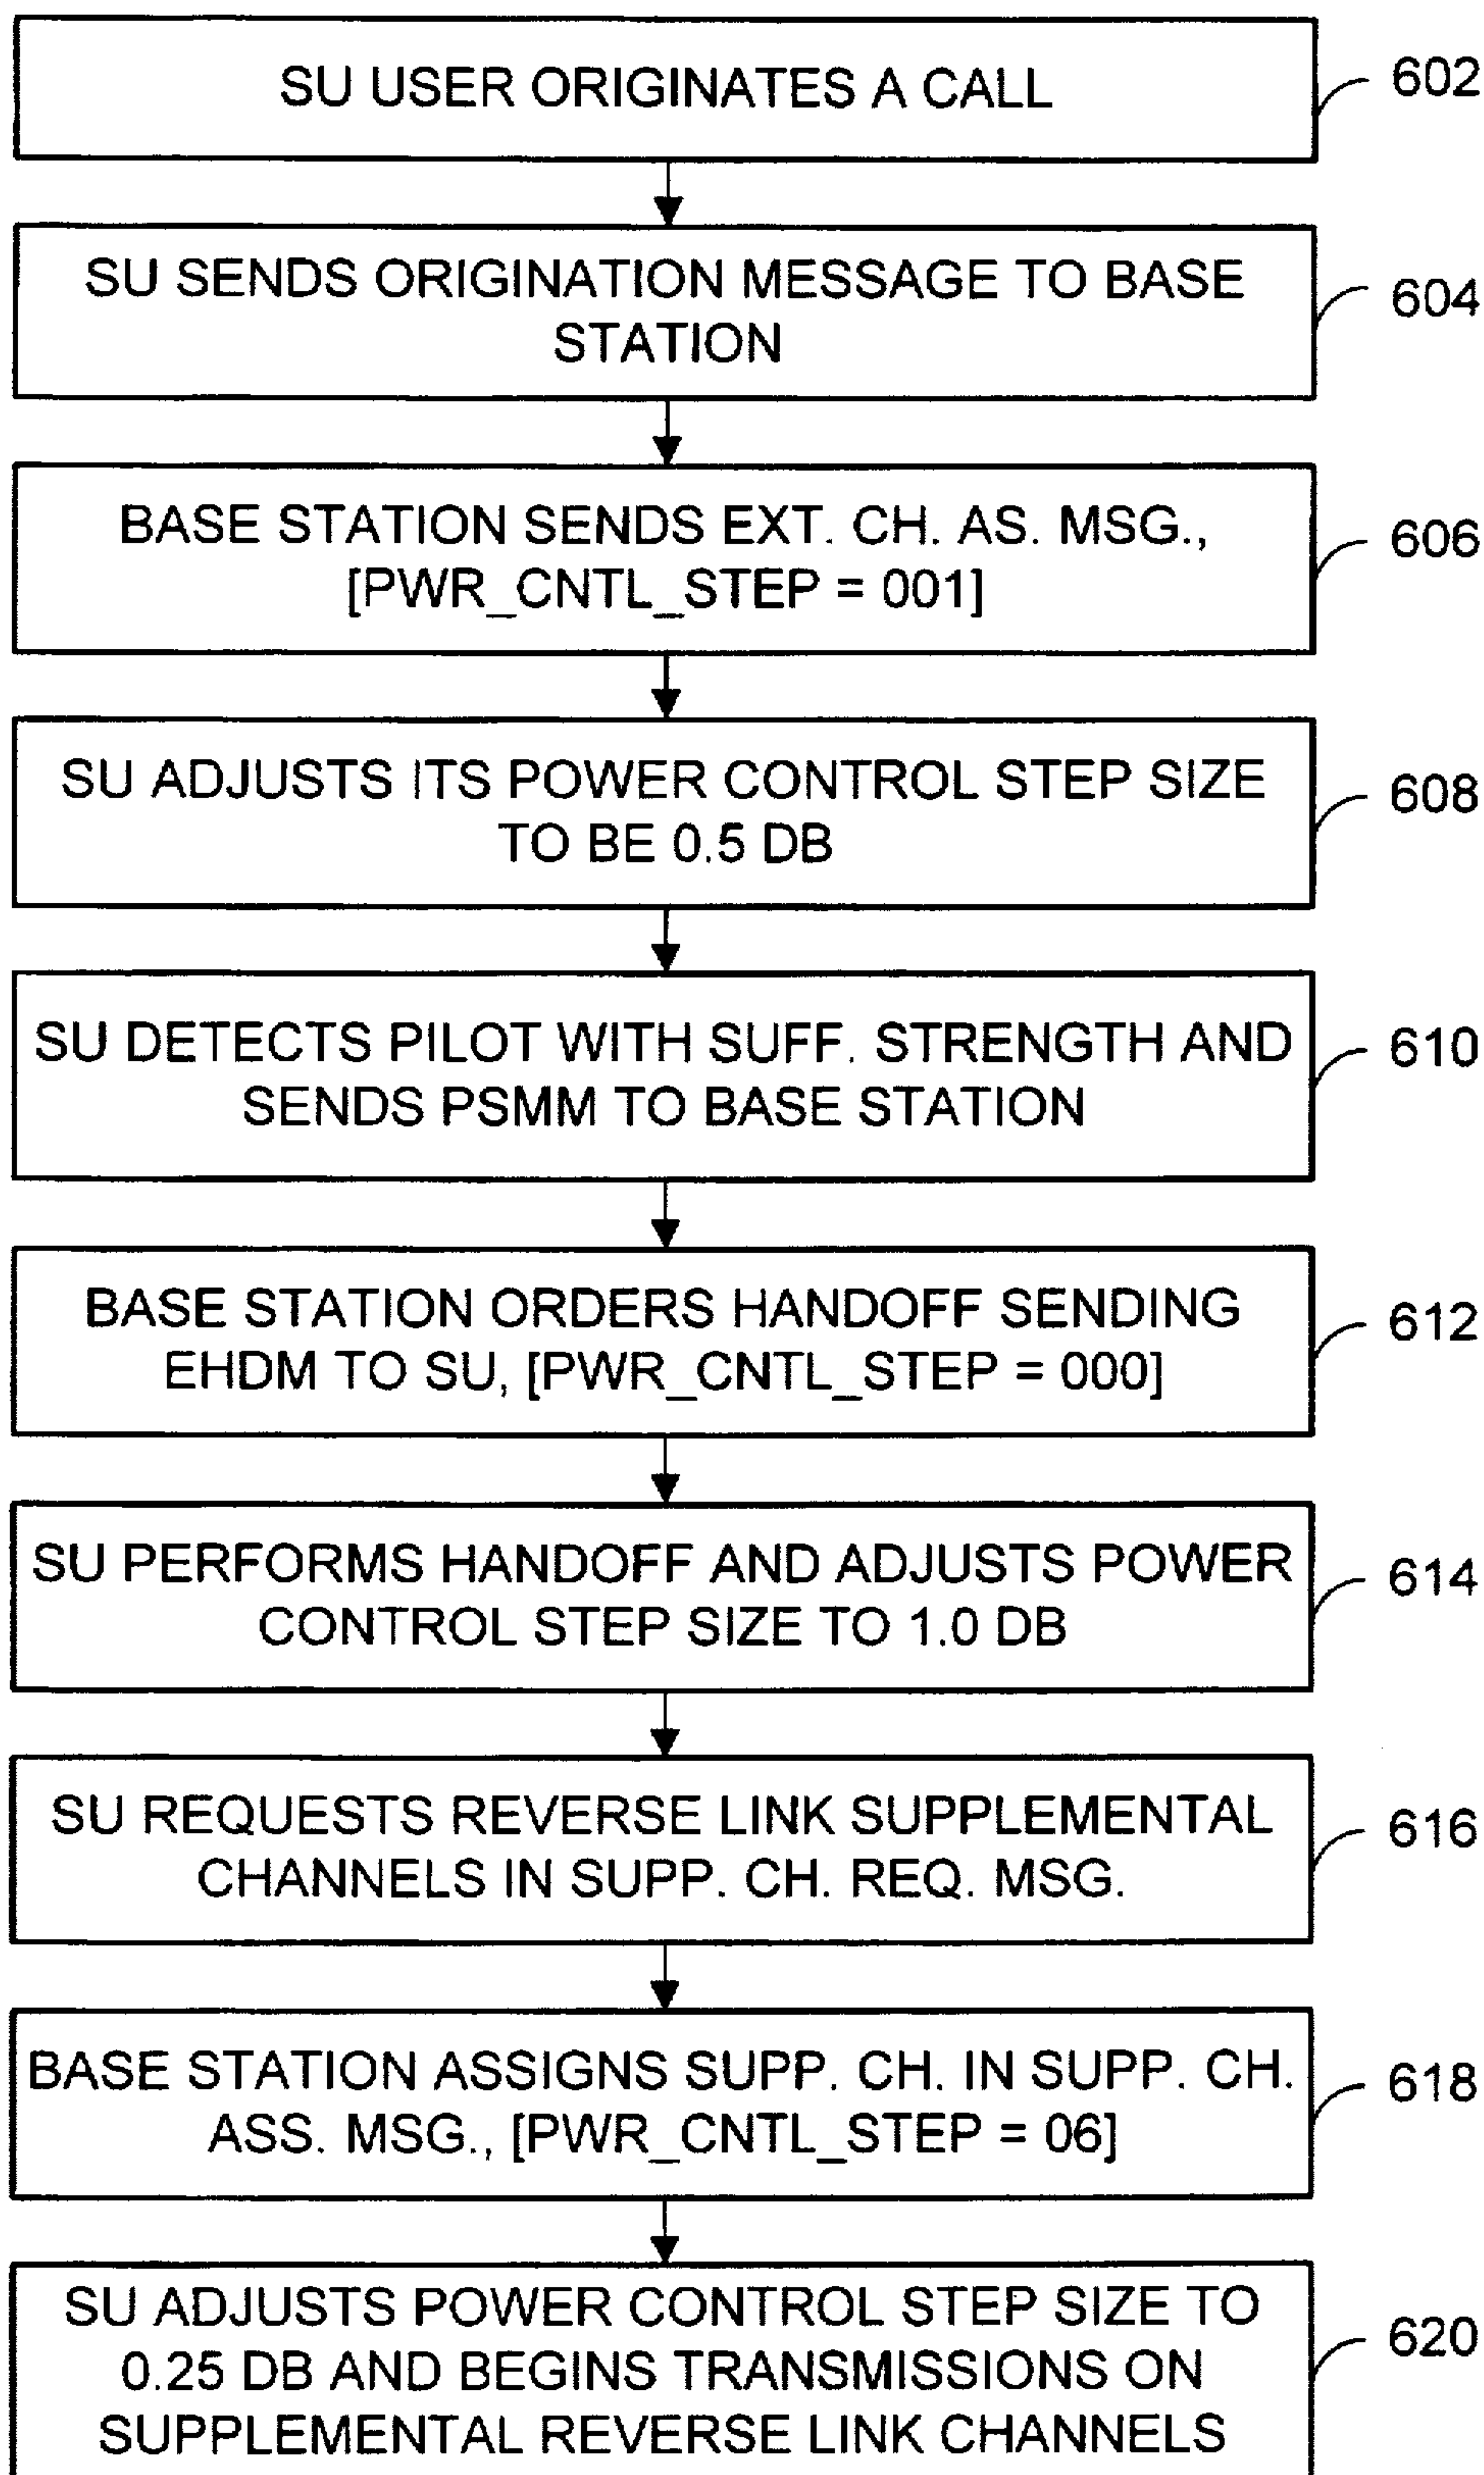 SU USER ORIGINATES A CALL
602
SU SENDS ORIGINATION MESSAGE TO BASE
STATION
604
BASE STATION SENDS EXT. CH. AS. MSG.,
[PWR_CNTL_STEP = 001]
606
SU ADJUSTS ITS POWER CONTROL STEP SIZE
TO BE 0.5 DB
608
SU DETECTS PILOT WITH SUFF. STRENGTH AND
SENDS PSMM TO BASE STATION
610
BASE STATION ORDERS HANDOFF SENDING
EHDM TO SU, [PWR_CNTL_STEP = 000]
612
SU PERFORMS HANDOFF AND ADJUSTS POWER
CONTROL STEP SIZE TO 1.0 DB
614
SU REQUESTS REVERSE LINK SUPPLEMENTAL
CHANNELS IN SUPP. CH. REQ. MSG.
616
BASE STATION ASSIGNS SUPP. CH. IN SUPP. CH.
ASS. MSG., [PWR_CNTL_STEP = 06]
618
SU ADJUSTS POWER CONTROL STEP SIZE TO
0.25 DB AND BEGINS TRANSMISSIONS ON
SUPPLEMENTAL REVERSE LINK CHANNELS
620